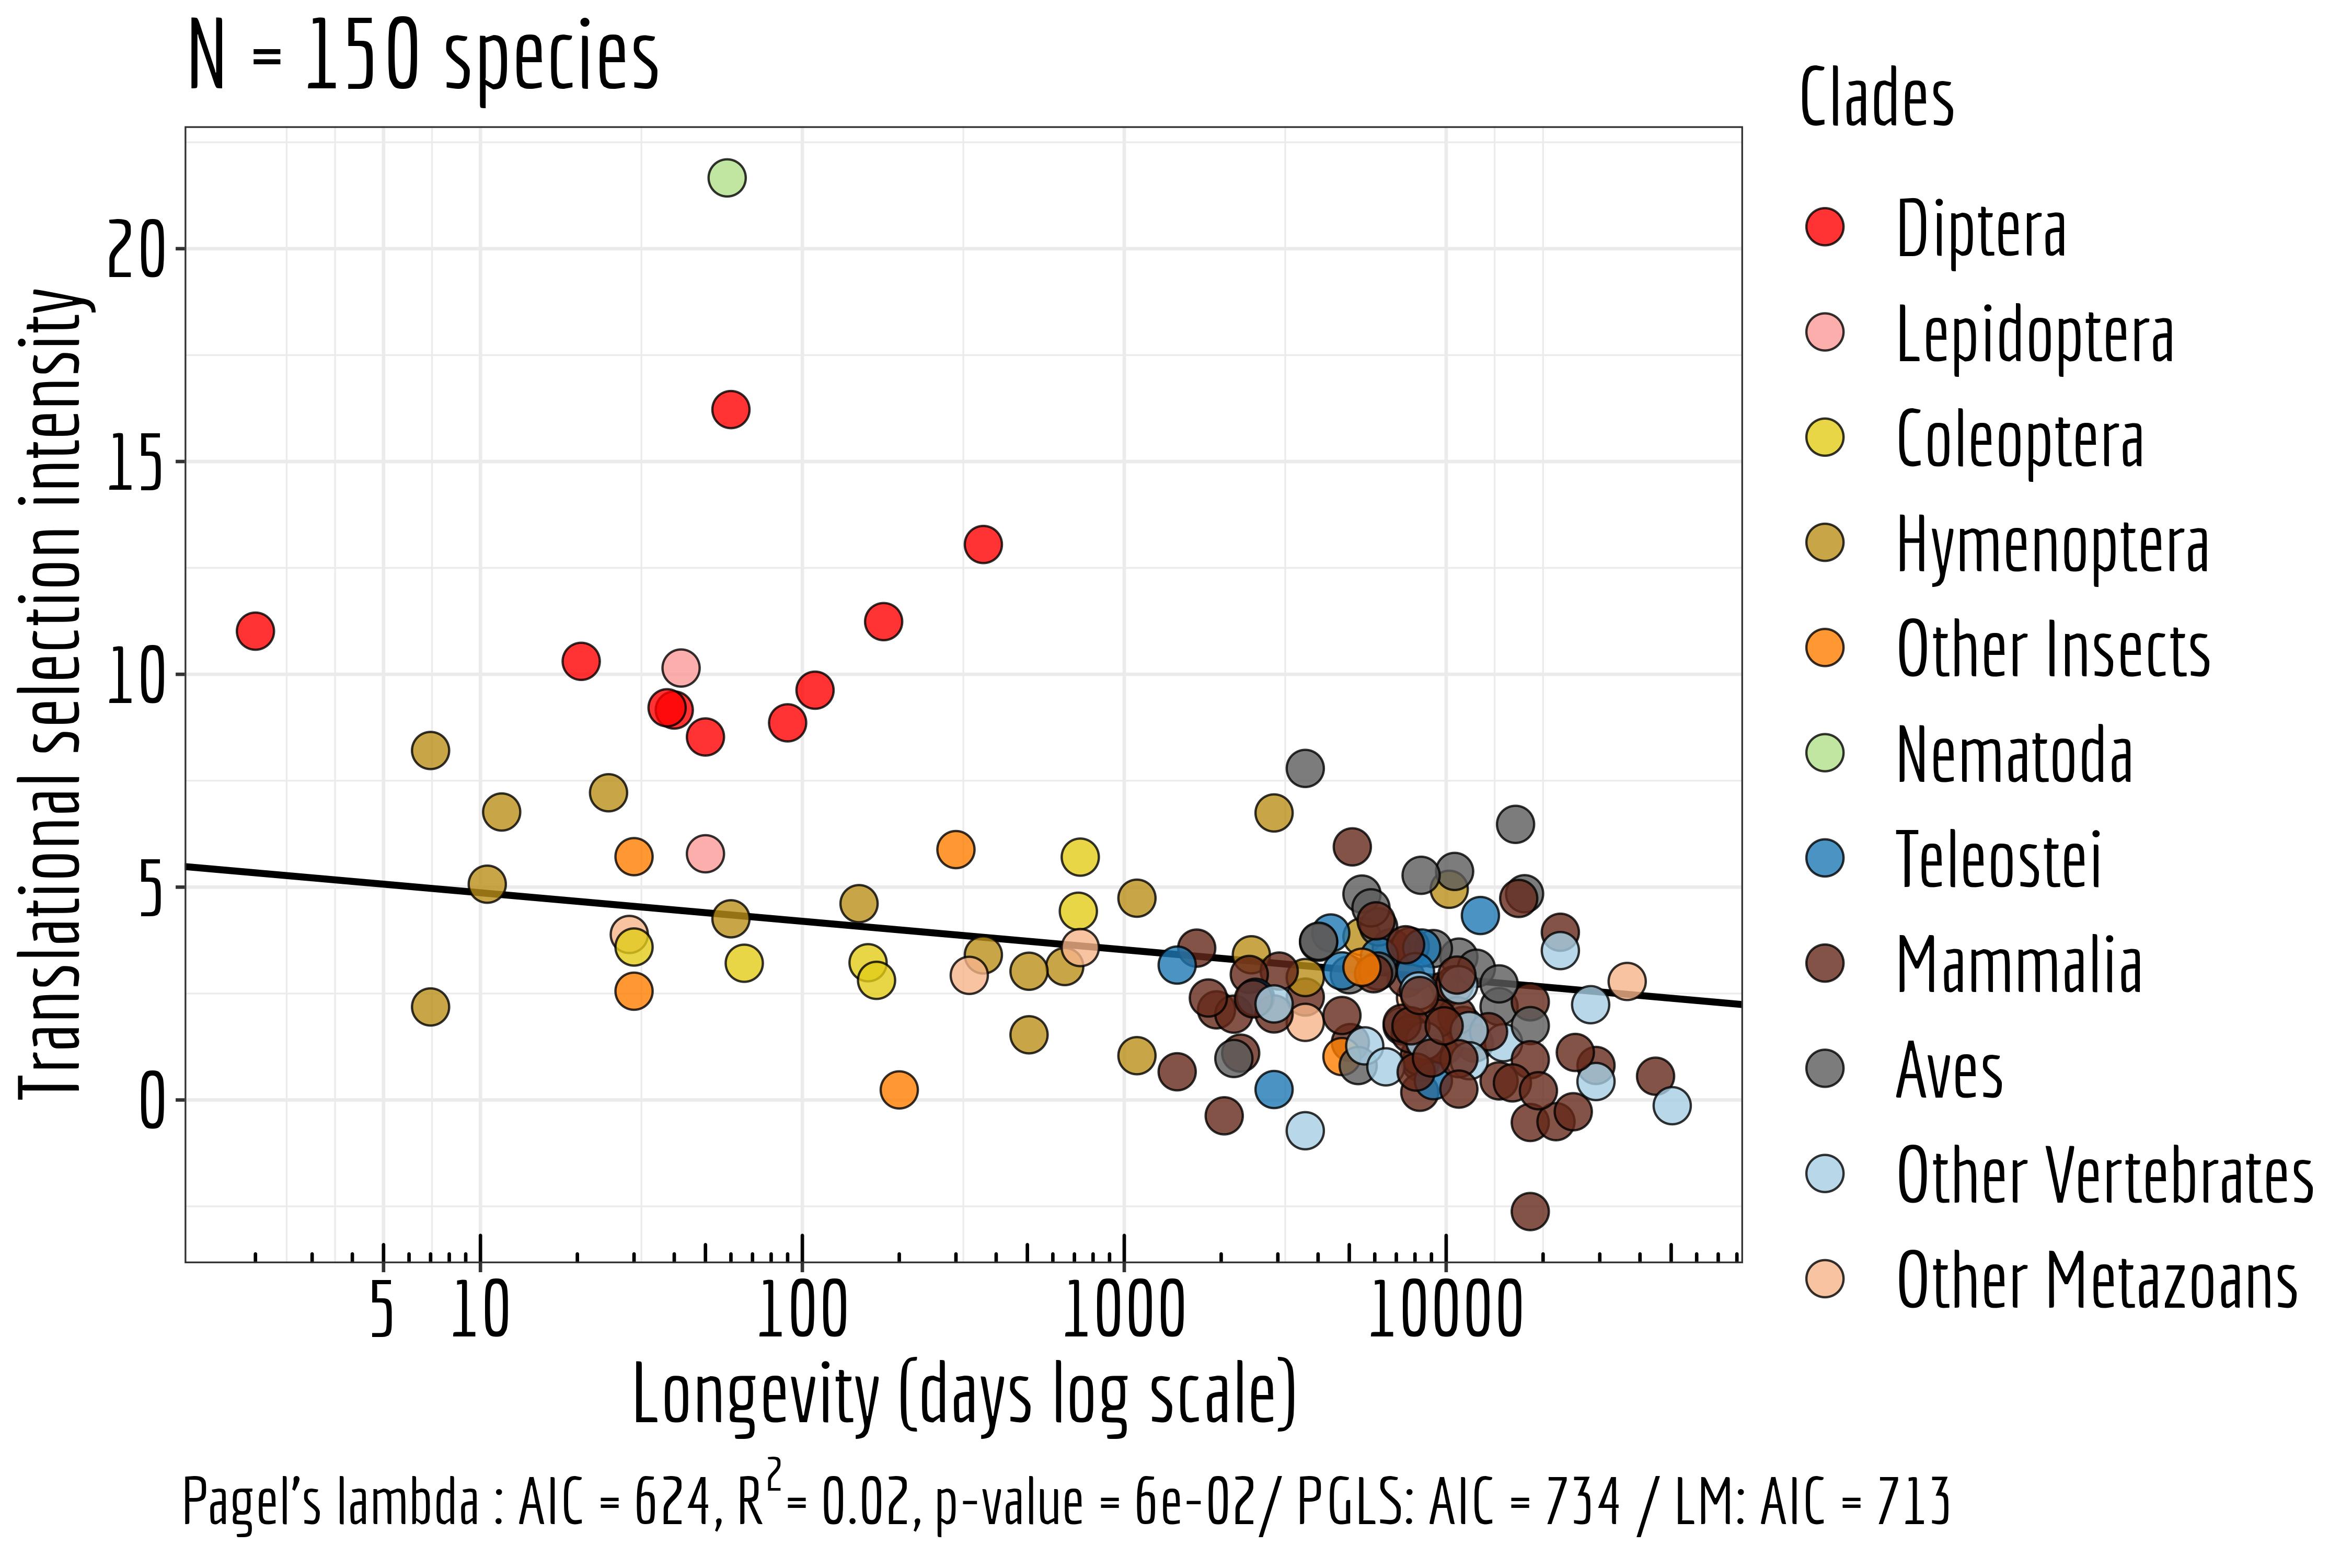 N = 150 species
Translational selection intensity
20
15
10
5
0
5 10 100 1000 10000
Longevity (days log scale)
Pagel's lambda : AIC = 624, R²= 0.02, p-value = 6e-02/ PGLS: AIC = 734 / LM: AIC = 713
Clades
Diptera
Lepidoptera
Coleoptera
Hymenoptera
Other Insects
Nematoda
Teleostei
Mammalia
Aves
Other Vertebrates
Other Metazoans